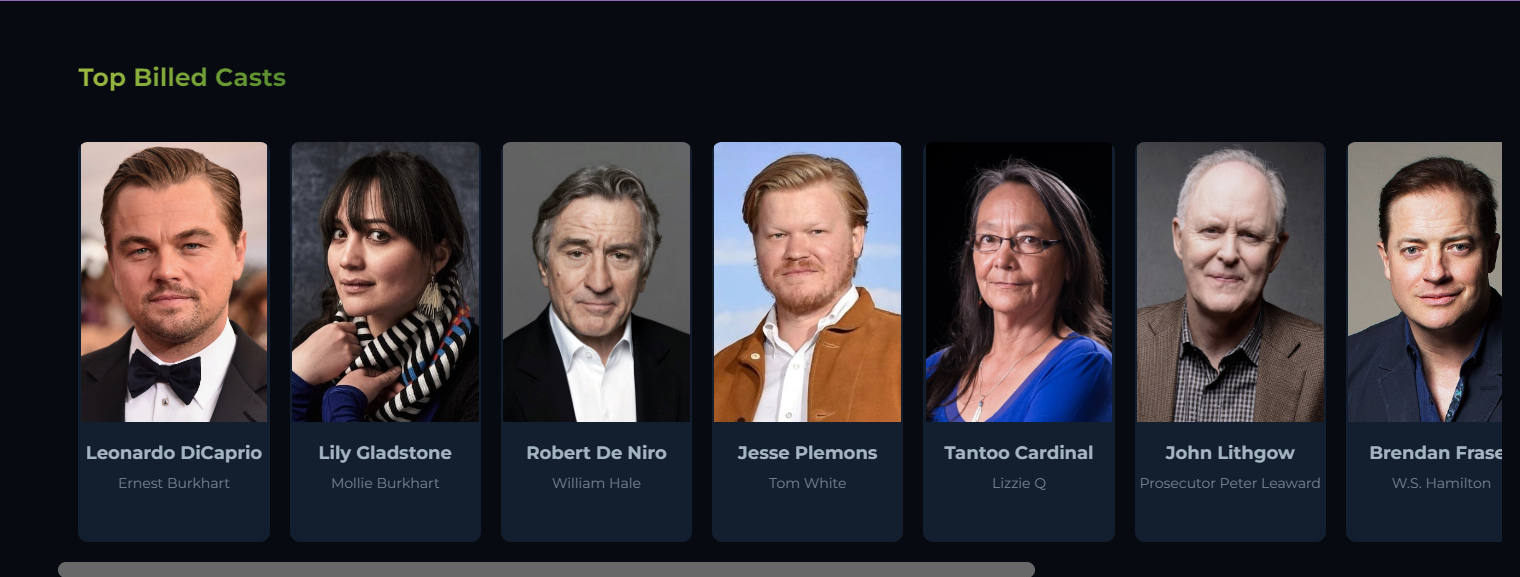 Top Billed Casts
Leonardo DiCaprio
Ernest Burkhart
Lily Gladstone
Mollie Burkhart
Robert De Niro
William Hale
Jesse Plemons
Tom White
Tantoo Cardinal
Lizzie Q
John Lithgow
Prosecutor Peter Leaward
Brendan Frase
W.S. Hamilton